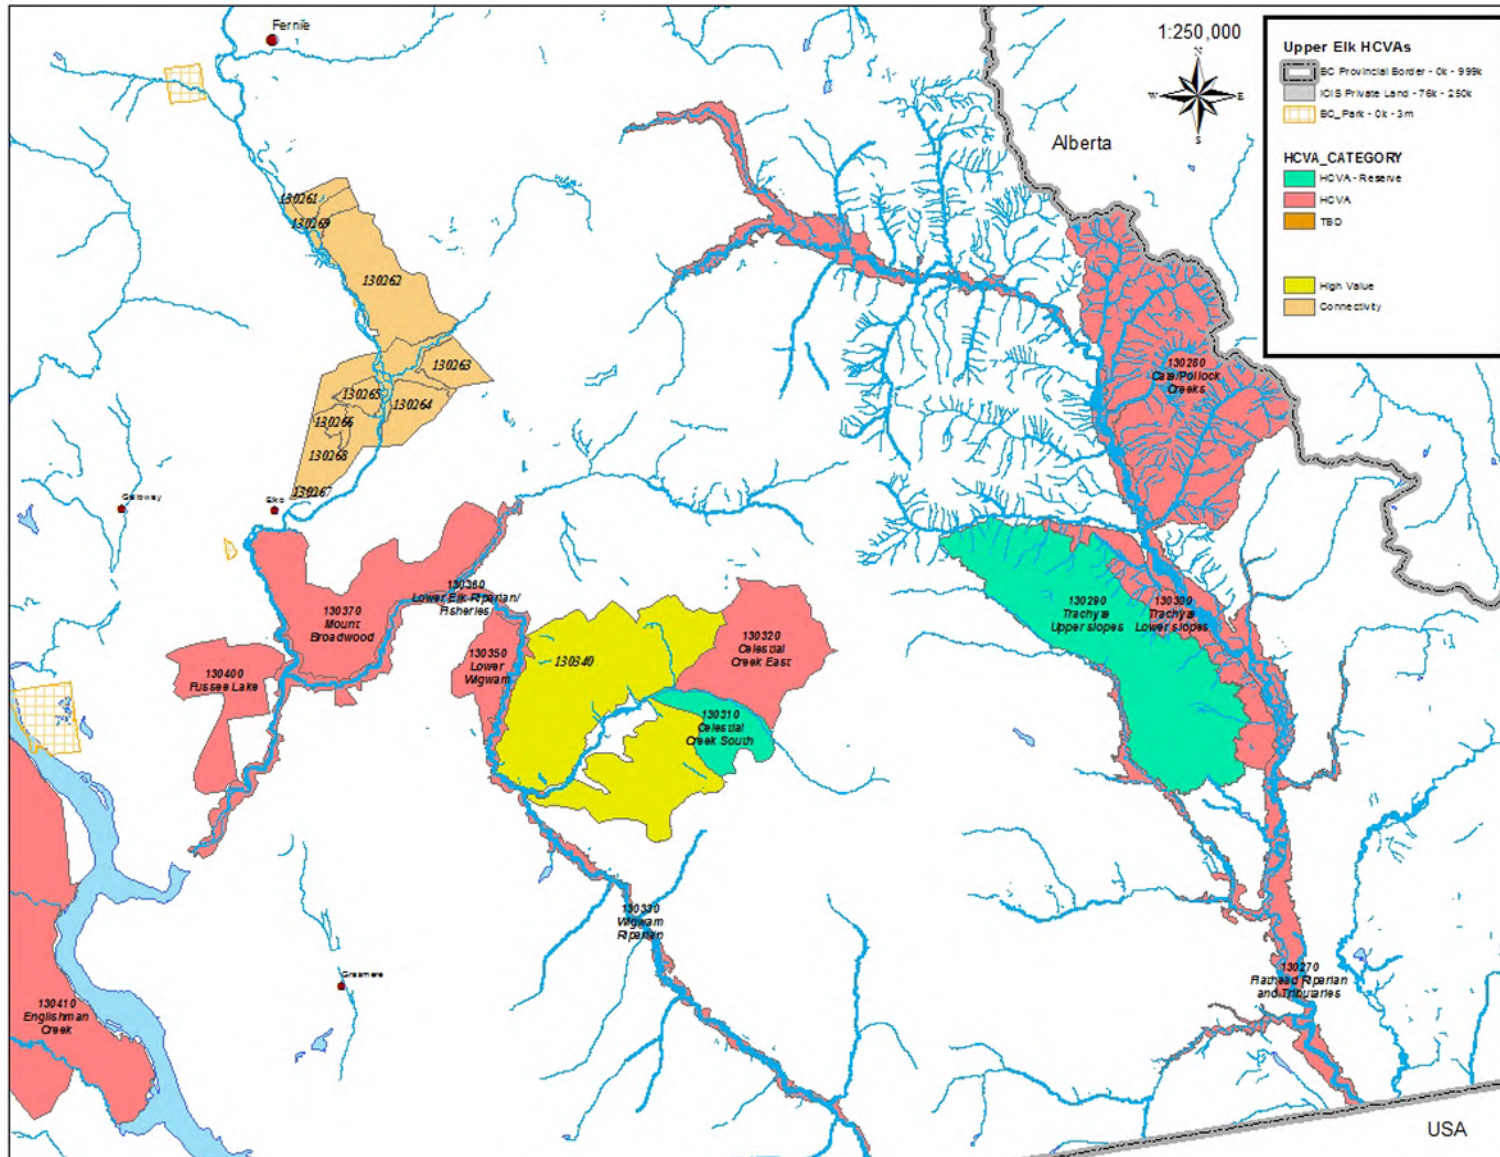 Fernie
1:250,000
N
W
E
S
Alberta
Upper Elk HCVAs
BC Provincial Border - 0k - 999k
ICIS Private Land - 76k - 250k
BC_Park - 0k - 3m
HCVA_CATEGORY
HCVA - Reserve
HCVA
TBD
High Value
Connectivity
130261
130269
130262
130263
130265
130264
130266
130268
130267
Galloway
Elko
130280
Cate/Pollock
Creeks
130360
Lower Elk Riparian/
Fisheries
130370
Mount
Broadwood
130400
Fussee Lake
130350
Lower
Wigwam
130340
130320
Celestial
Creek East
130310
Celestial
Creek South
130290
Trachyte
Upper slopes
130300
Trachyte
Lower slopes
130330
Wigwam
Riparian
130270
Flathead Riparian
and Tributaries
Grasmere
130410
Englishman
Creek
USA